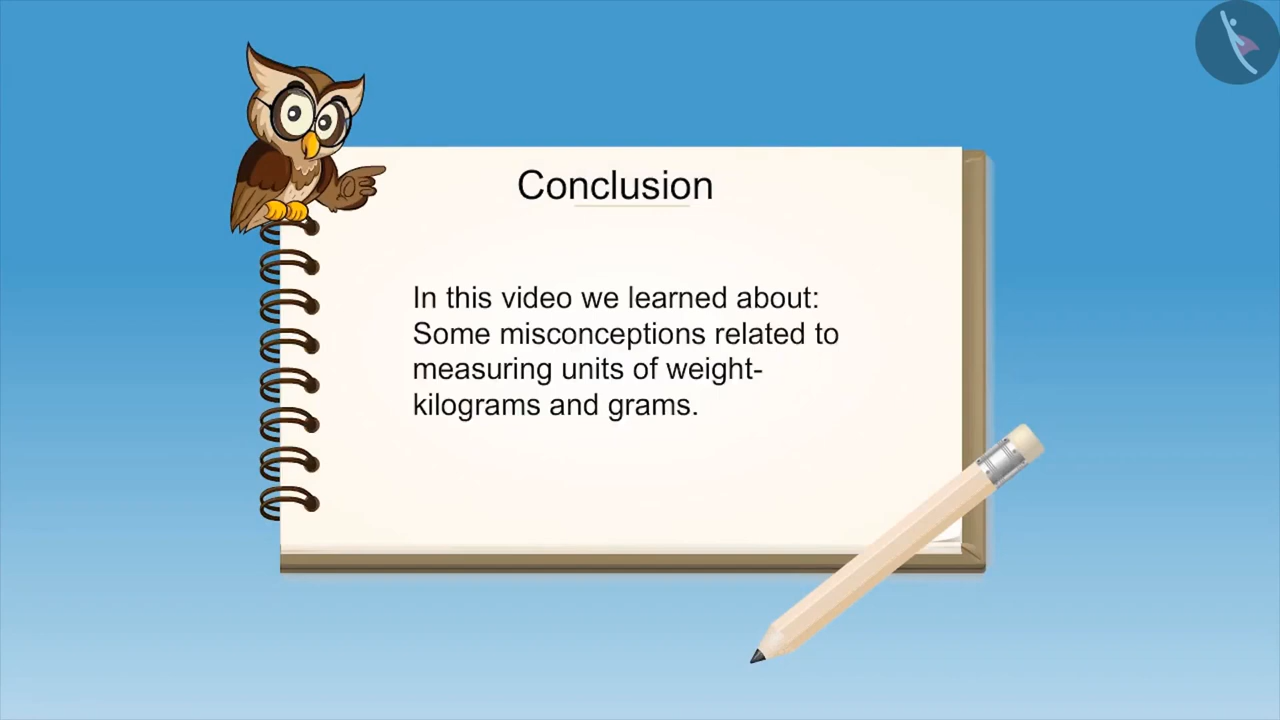 Conclusion
In this video we learned about:
Some misconceptions related to
measuring units of weight-
kilograms and grams.